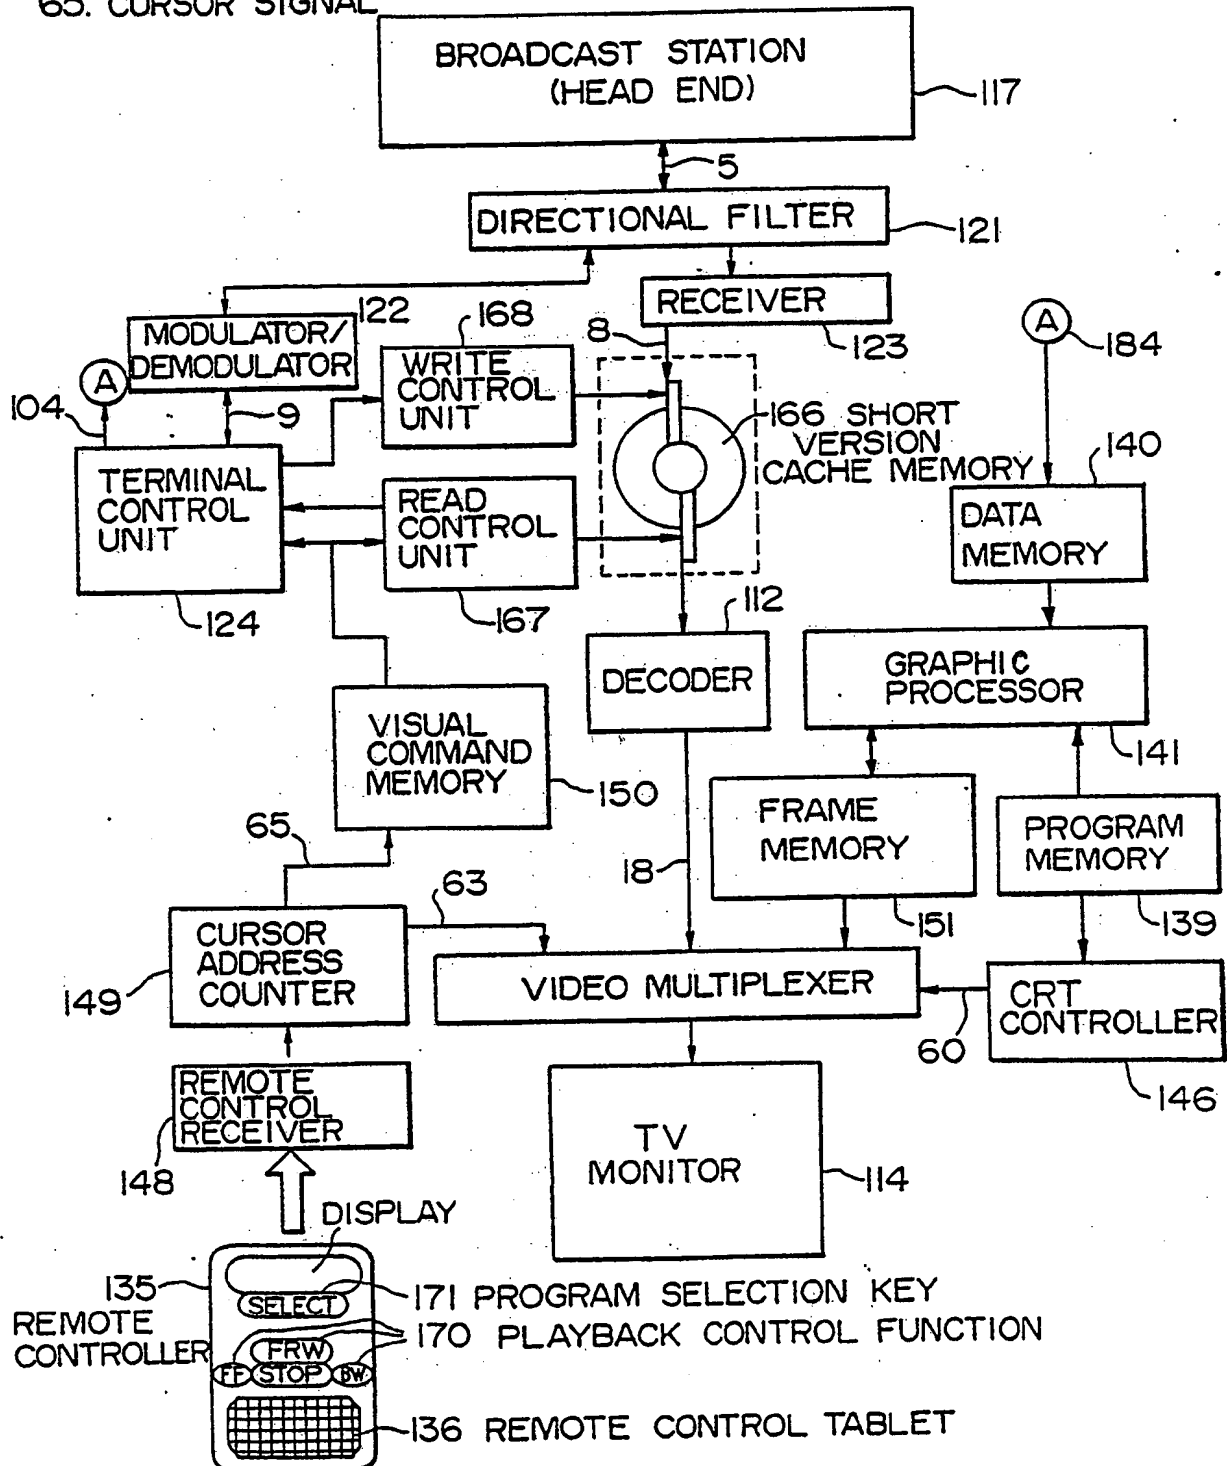 65. CURSOR SIGNAL
BROADCAST STATION
(HEAD END)
117
5
DIRECTIONAL FILTER
121
RECEIVER
123
8
122
MODULATOR/
DEMODULATOR
168
WRITE
CONTROL
UNIT
A
184
A
104
9
166 SHORT
VERSION
CACHE MEMORY
140
TERMINAL
CONTROL
UNIT
READ
CONTROL
UNIT
DATA
MEMORY
124
167
112
DECODER
GRAPHIC
PROCESSOR
141
VISUAL
COMMAND
MEMORY
150
FRAME
MEMORY
PROGRAM
MEMORY
65
63
18
151
139
CURSOR
ADDRESS
COUNTER
149
VIDEO MULTIPLEXER
CRT
CONTROLLER
60
146
REMOTE
CONTROL
RECEIVER
148
TV
MONITOR
114
DISPLAY
135
REMOTE
CONTROLLER
SELECT
171 PROGRAM SELECTION KEY
170 PLAYBACK CONTROL FUNCTION
FRW
FF STOP BW
136 REMOTE CONTROL TABLET